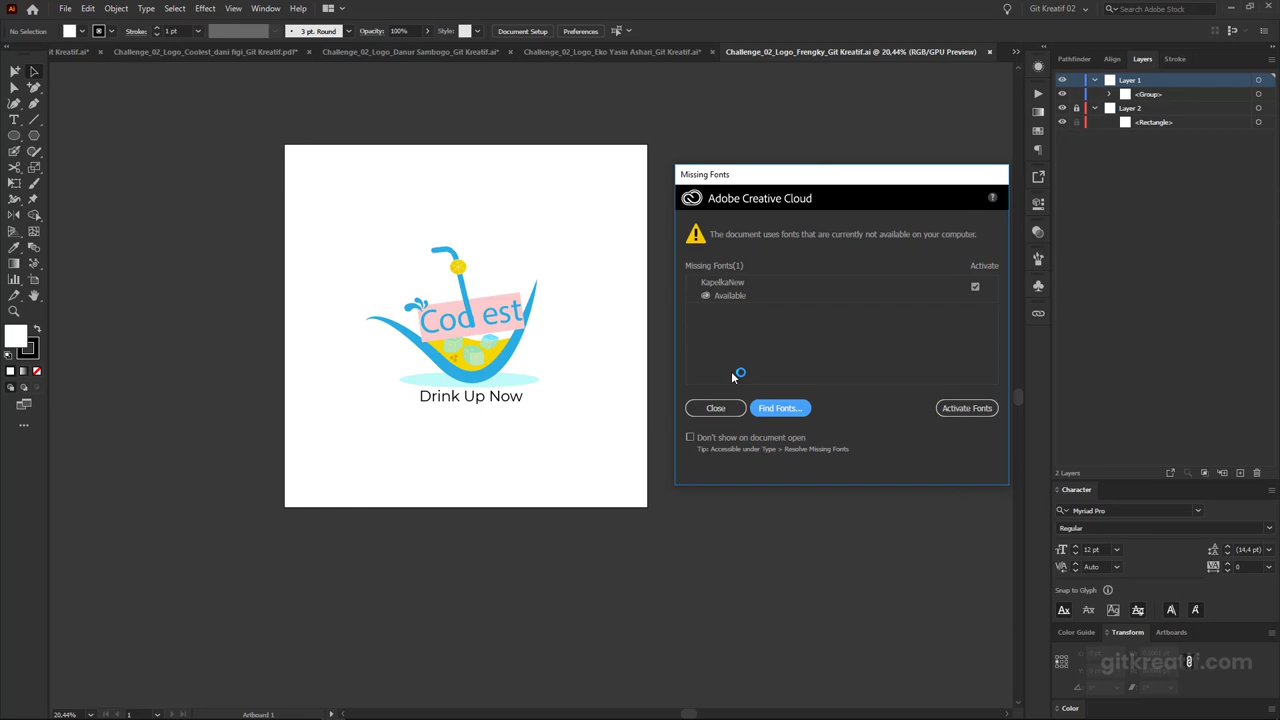 File Edit Object Type Select Effect View Window Help
Git Kreatif 02
Search Adobe Stock
No Selection
Stroke:
1 pt
3 pt. Round
Opacity: 100%
Style:
Document Setup
Preferences
it Kreatif.ai*
Challenge_02_Logo_Coolest_dani figi_Git Kreatif.pdf*
Challenge_02_Logo_Danur Sambogo_Git Kreatif.ai*
Challenge_02_Logo_Eko Yasin Ashari_Git Kreatif.ai*
Challenge_02_Logo_Frengky_Git Kreatif.ai @ 20,44% (RGB/GPU Preview)
Pathfinder Align Layers Stroke
Layer 1
<Group>
Layer 2
<Rectangle>
Missing Fonts
Adobe Creative Cloud
The document uses fonts that are currently not available on your computer.
Missing Fonts(1)
Activate
KapelkaNew
Available
Close
Find Fonts...
Activate Fonts
Don't show on document open
Tip: Accessible under Type > Resolve Missing Fonts
Coo est
Drink Up Now
2 Layers
Character
Myriad Pro
Regular
12 pt
(14,4 pt)
Auto
0
Snap to Glyph
Color Guide Transform Artboards
gitkreatif.com
Color
20,44%
1
Artboard 1